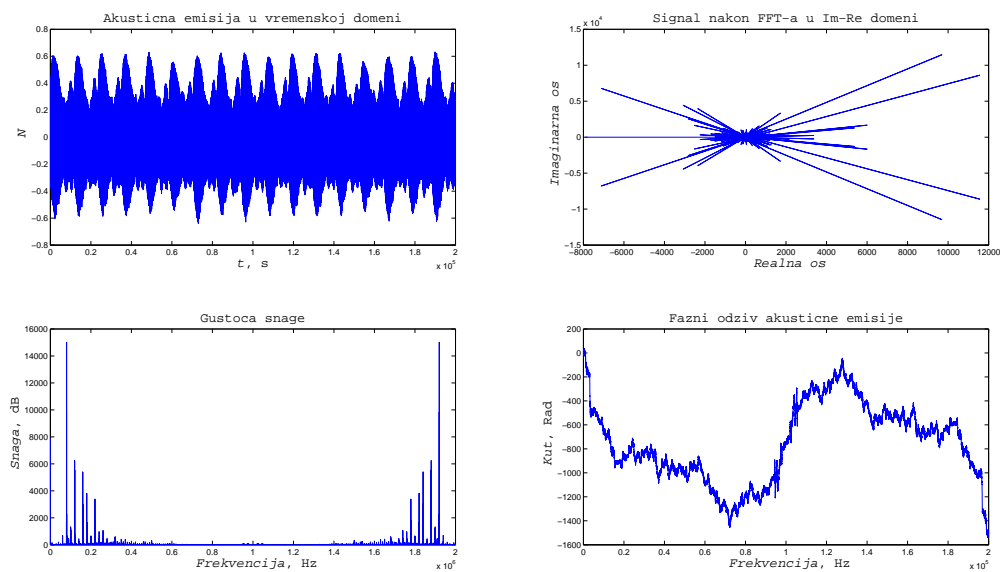 Akusticna emisija u vremenskoj domeni
0.8
0.6
0.4
0.2
N
0
−0.2
−0.4
−0.6
−0.8
0 0.2 0.4 0.6 0.8 1 1.2 1.4 1.6 1.8 2
t, s
x 10^5
Signal nakon FFT-a u Im-Re domeni
x 10^4
1.5
1
0.5
Imaginarna os
0
−0.5
−1
−1.5
−8000 −6000 −4000 −2000 0 2000 4000 6000 8000 10000 12000
Realna os
Gustoca snage
16000
14000
12000
10000
Snaga, dB
8000
6000
4000
2000
0
0 0.2 0.4 0.6 0.8 1 1.2 1.4 1.6 1.8 2
Frekvencija, Hz
x 10^6
Fazni odziv akusticne emisije
200
0
−200
−400
Kut, Rad
−600
−800
−1000
−1200
−1400
−1600
0 0.2 0.4 0.6 0.8 1 1.2 1.4 1.6 1.8 2
Frekvencija, Hz
x 10^5